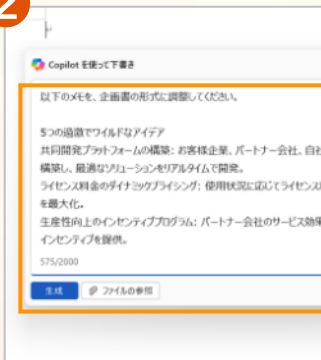 2
Copilot を使って下書き
以下のメモを、企画書の形式に調整してください。
5つの過激でワイルドなアイデア
共同開発プラットフォームの構築: お客様企業、パートナー会社、自社
構築し、最適なソリューションをリアルタイムで開発。
ライセンス料金のダイナミックプライシング: 使用状況に応じてライセンス
を最大化。
生産性向上のインセンティブプログラム: パートナー会社のサービス効果
インセンティブを提供。
575/2000
生成 ファイルの参照